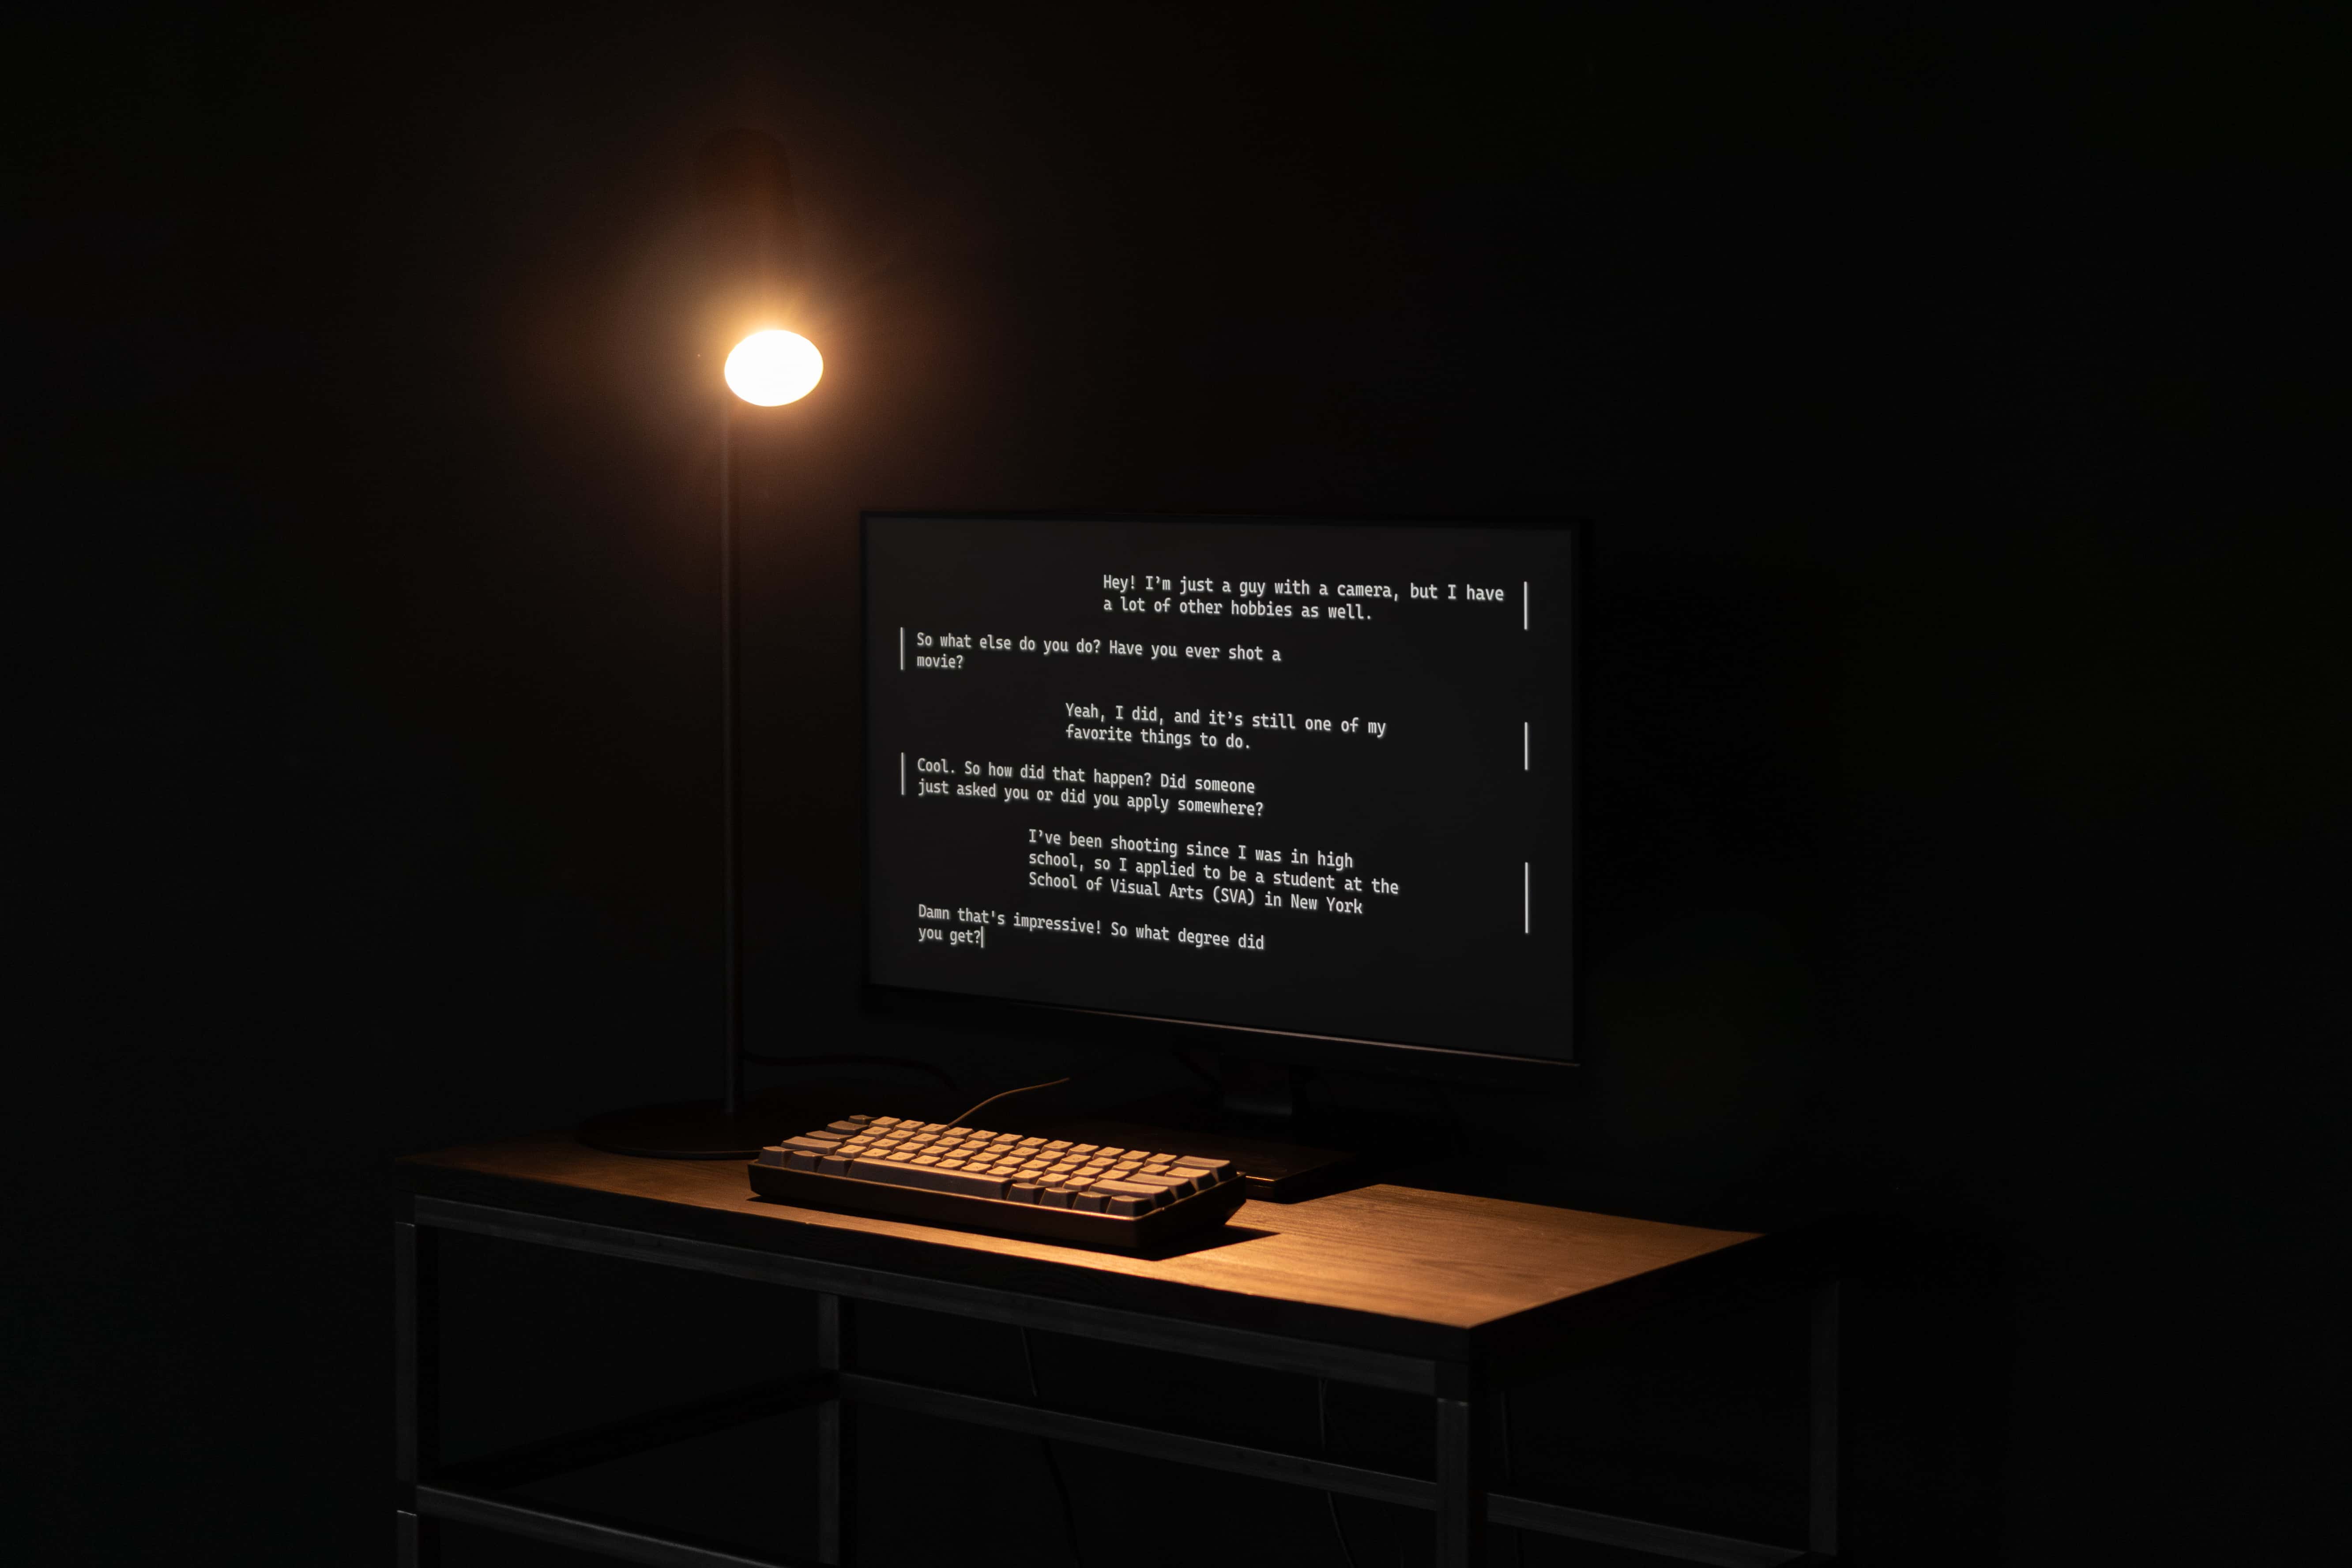 Hey! I’m just a guy with a camera, but I have
a lot of other hobbies as well.
So what else do you do? Have you ever shot a
movie?
Yeah, I did, and it’s still one of my
favorite things to do.
Cool. So how did that happen? Did someone
just asked you or did you apply somewhere?
I’ve been shooting since I was in high
school, so I applied to be a student at the
School of Visual Arts (SVA) in New York
Damn that's impressive! So what degree did
you get?